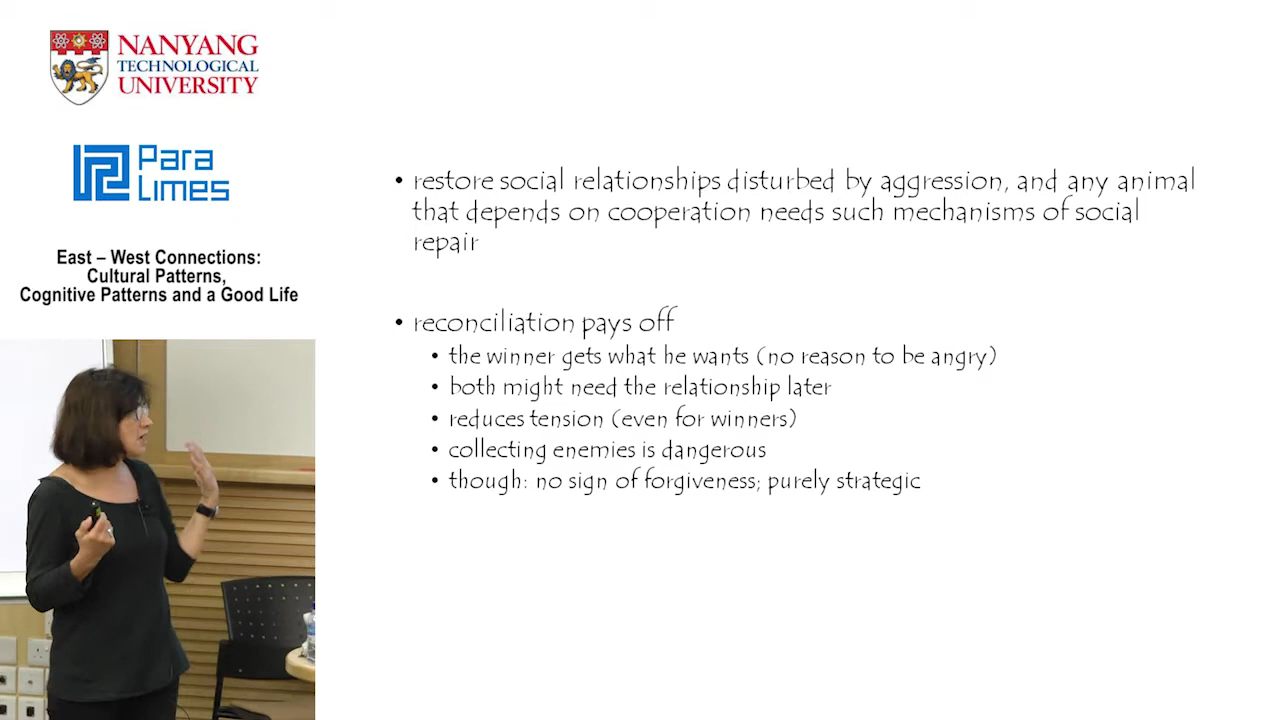 NANYANG
TECHNOLOGICAL
UNIVERSITY
Para
Limes
East – West Connections:
Cultural Patterns,
Cognitive Patterns and a Good Life
• restore social relationships disturbed by aggression, and any animal
that depends on cooperation needs such mechanisms of social
repair
• reconciliation pays off
• the winner gets what he wants (no reason to be angry)
• both might need the relationship later
• reduces tension (even for winners)
• collecting enemies is dangerous
• though: no sign of forgiveness; purely strategic